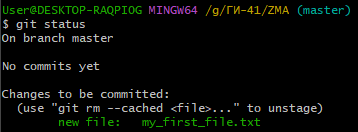 User@DESKTOP-RAQPIOG MINGW64 /g/ГИ-41/ZMA (master)
$ git status
On branch master

No commits yet

Changes to be committed:
  (use "git rm --cached <file>..." to unstage)
        new file:   my_first_file.txt